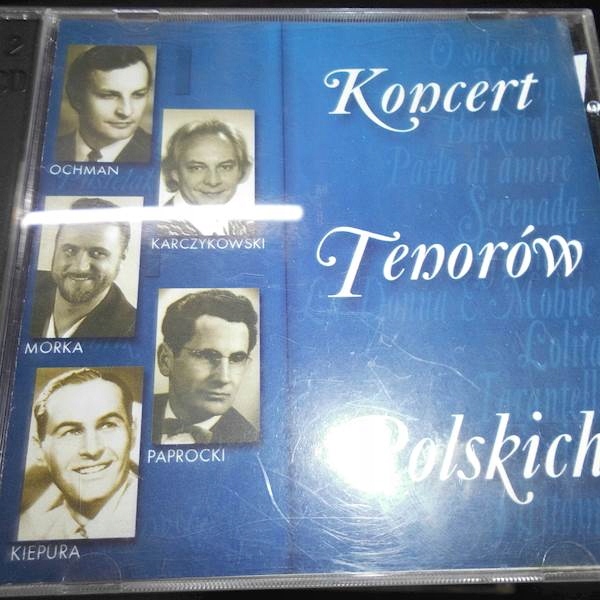 2
CD
Koncert
Tenorów
Polskich
OCHMAN
KARCZYKOWSKI
MORKA
PAPROCKI
KIEPURA
O sole mio
Barkarola
Parla di amore
Serenada
La Donna E Mobile
Lolita
Tarantell